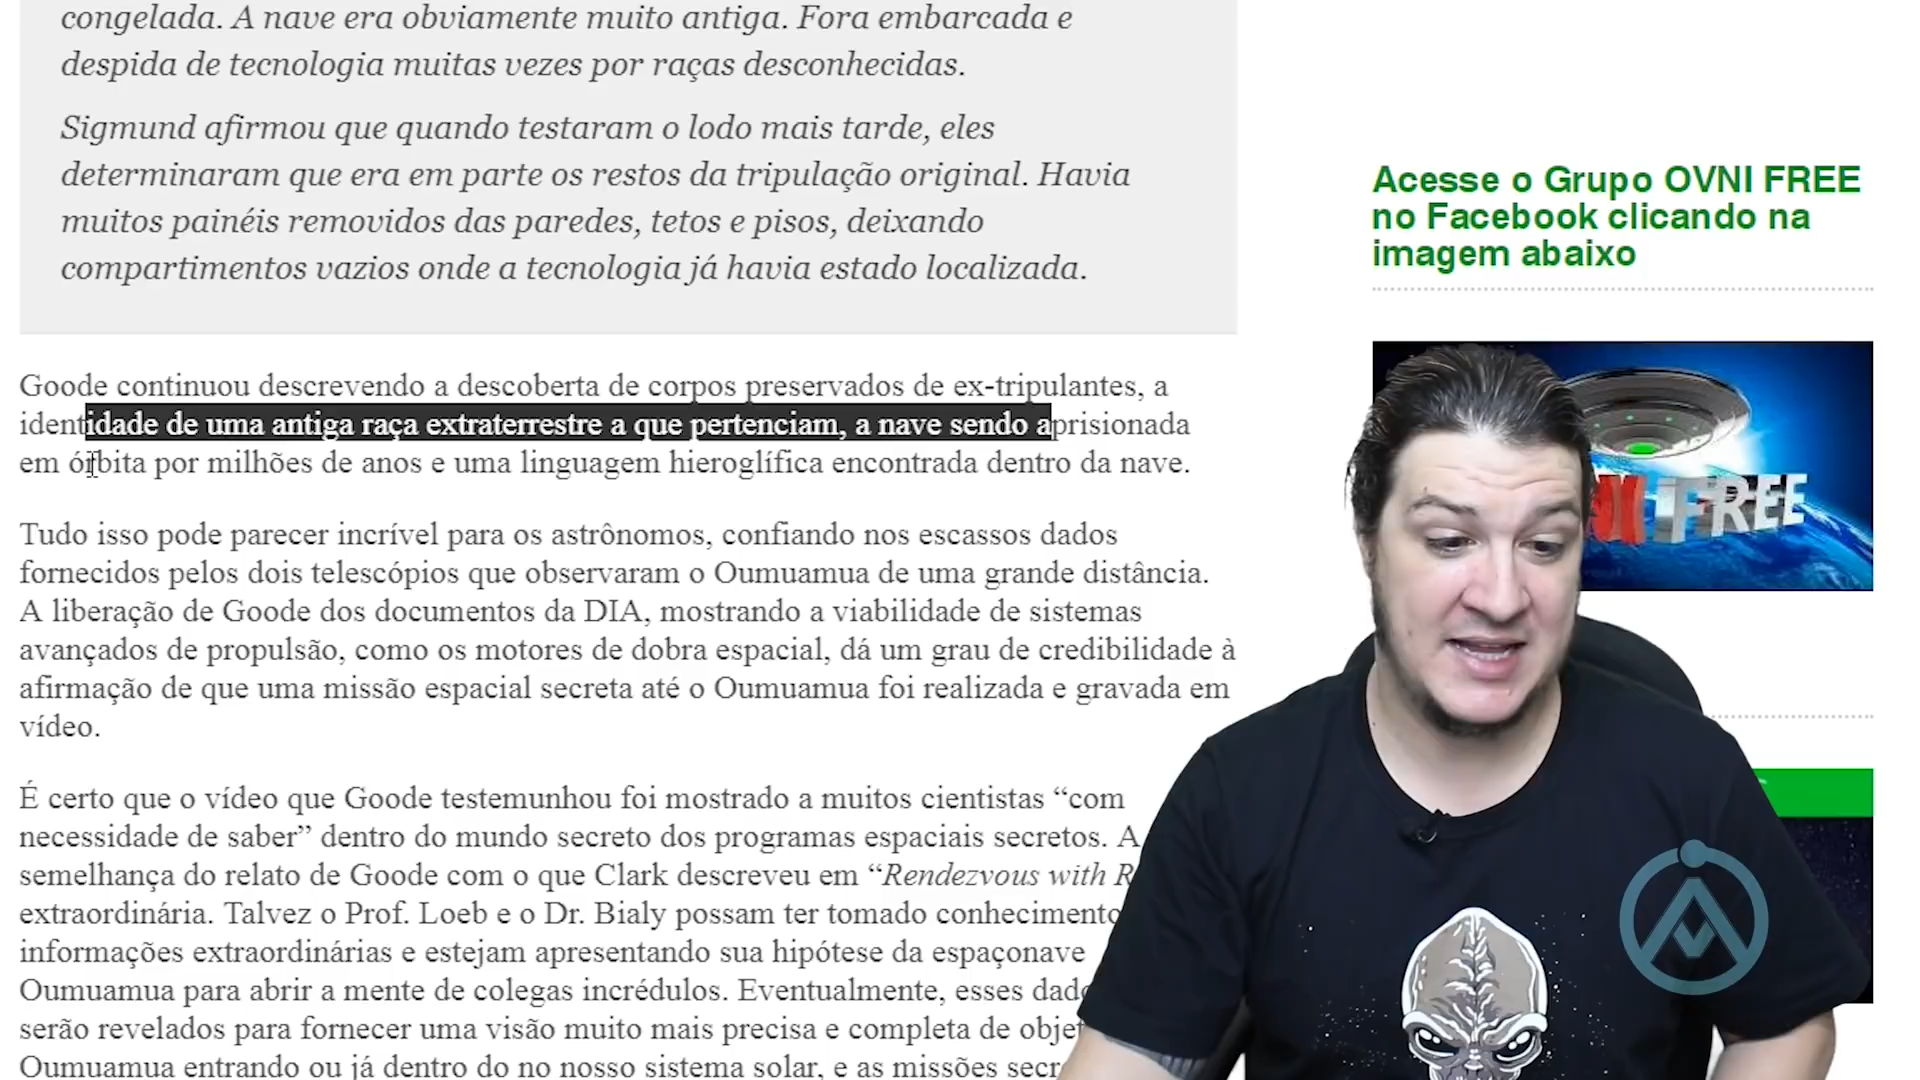 congelada. A nave era obviamente muito antiga. Fora embarcada e
despida de tecnologia muitas vezes por raças desconhecidas.
Sigmund afirmou que quando testaram o lodo mais tarde, eles
determinaram que era em parte os restos da tripulação original. Havia
muitos painéis removidos das paredes, tetos e pisos, deixando
compartimentos vazios onde a tecnologia já havia estado localizada.
Goode continuou descrevendo a descoberta de corpos preservados de ex-tripulantes, a
identidade de uma antiga raça extraterrestre a que pertenciam, a nave sendo aprisionada
em órbita por milhões de anos e uma linguagem hieroglífica encontrada dentro da nave.
Tudo isso pode parecer incrível para os astrônomos, confiando nos escassos dados
fornecidos pelos dois telescópios que observaram o Oumuamua de uma grande distância.
A liberação de Goode dos documentos da DIA, mostrando a viabilidade de sistemas
avançados de propulsão, como os motores de dobra espacial, dá um grau de credibilidade à
afirmação de que uma missão espacial secreta até o Oumuamua foi realizada e gravada em
vídeo.
É certo que o vídeo que Goode testemunhou foi mostrado a muitos cientistas “com
necessidade de saber” dentro do mundo secreto dos programas espaciais secretos. A
semelhança do relato de Goode com o que Clark descreveu em “Rendezvous with R
extraordinária. Talvez o Prof. Loeb e o Dr. Bialy possam ter tomado conhecimento
informações extraordinárias e estejam apresentando sua hipótese da espaçonave
Oumuamua para abrir a mente de colegas incrédulos. Eventualmente, esses
serão revelados para fornecer uma visão muito mais precisa e completa de
Oumuamua entrando ou já dentro do no nosso sistema solar, e as missões
Acesse o Grupo OVNI FREE
no Facebook clicando na
imagem abaixo
FREE